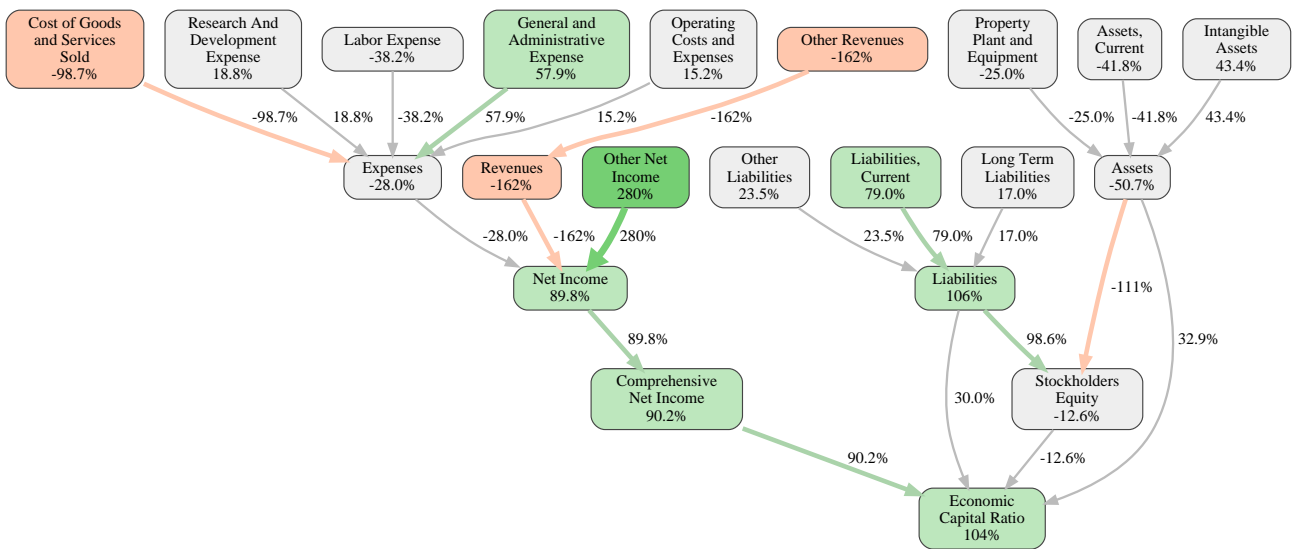 Cost of Goods
and Services
Sold
-98.7%
Research And
Development
Expense
18.8%
Labor Expense
-38.2%
General and
Administrative
Expense
57.9%
Operating
Costs and
Expenses
15.2%
Other Revenues
-162%
Property
Plant and
Equipment
-25.0%
Assets,
Current
-41.8%
Intangible
Assets
43.4%
-98.7%
18.8%
-38.2%
57.9%
15.2%
-162%
-25.0%
-41.8%
43.4%
Expenses
-28.0%
Revenues
-162%
Other Net
Income
280%
Other
Liabilities
23.5%
Liabilities,
Current
79.0%
Long Term
Liabilities
17.0%
Assets
-50.7%
-28.0%
-162%
280%
23.5%
79.0%
17.0%
Net Income
89.8%
Liabilities
106%
-111%
89.8%
98.6%
32.9%
Comprehensive
Net Income
90.2%
30.0%
Stockholders
Equity
-12.6%
90.2%
-12.6%
Economic
Capital Ratio
104%